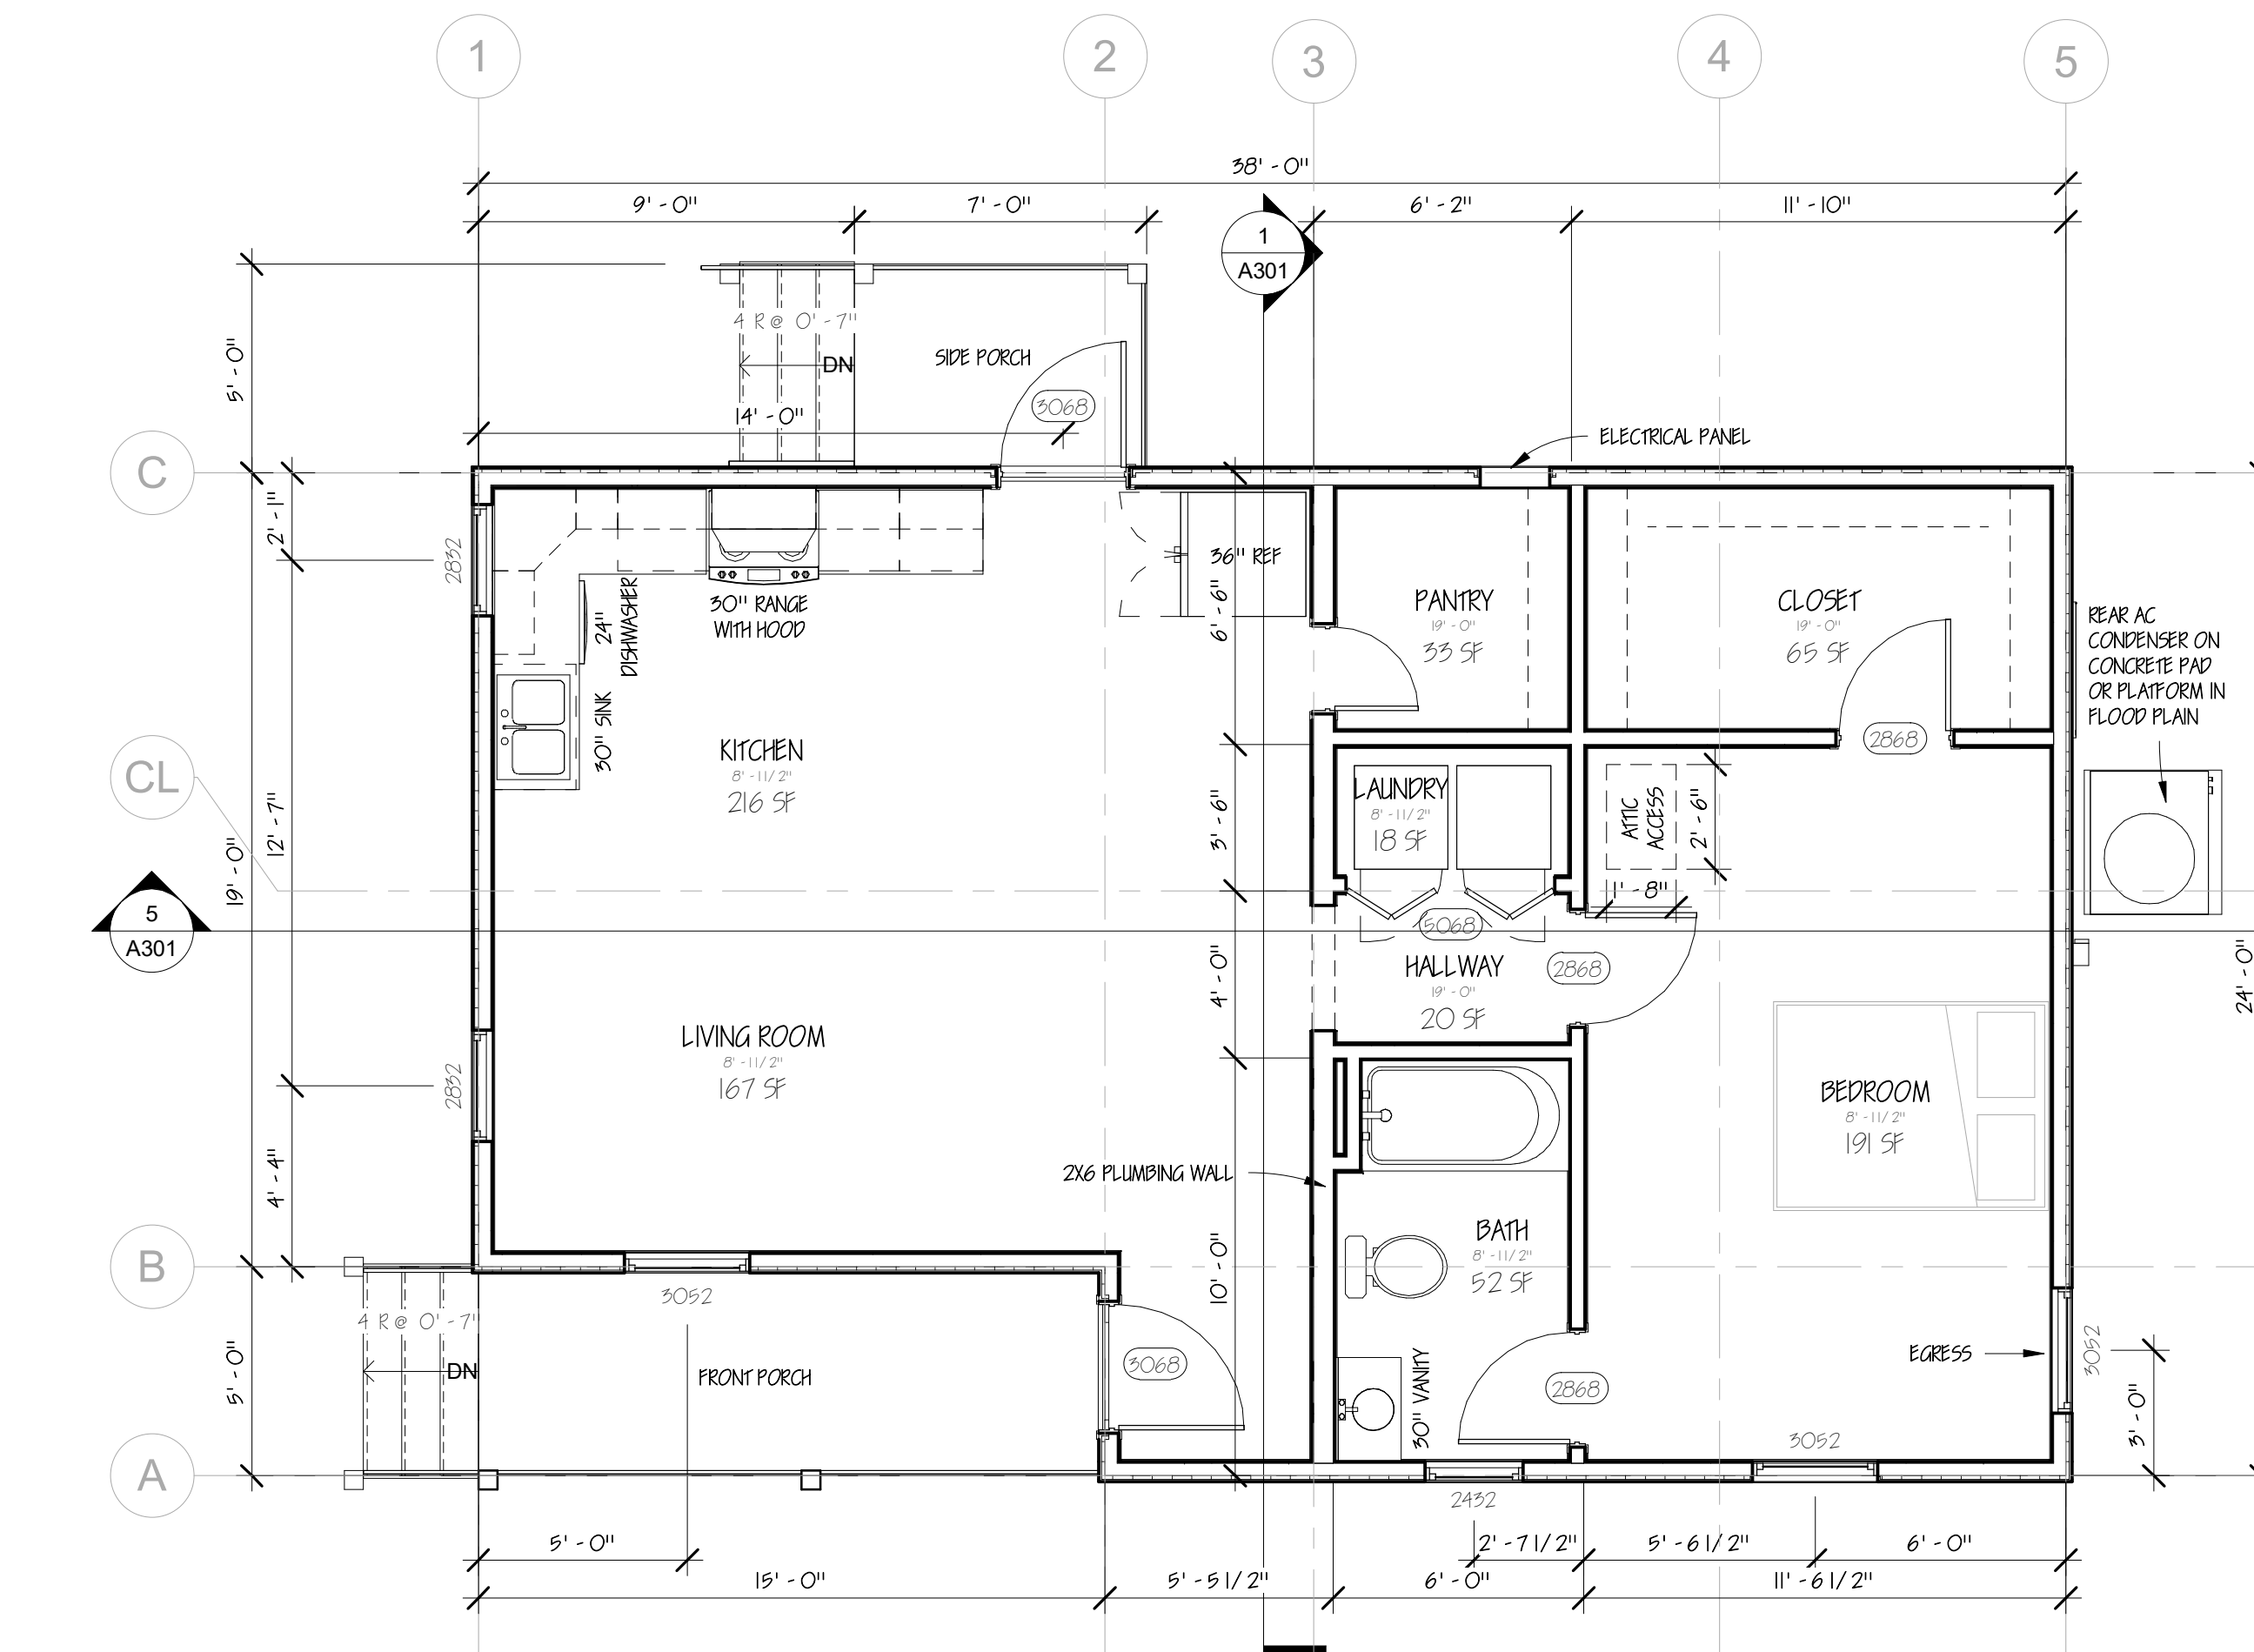 1
2
3
4
5
38' - 0"
9' - 0"
7' - 0"
6' - 2"
11' - 10"
1
A301
5' - 0"
4 R @ 0' - 7"
DN
SIDE PORCH
14' - 0"
3068
ELECTRICAL PANEL
C
2' - 1"
2832
36" REF
30" RANGE
WITH HOOD
24"
DISHWASHER
6' - 6"
PANTRY
19' - 0"
33 SF
CLOSET
19' - 0"
65 SF
REAR AC
CONDENSER ON
CONCRETE PAD
OR PLATFORM IN
FLOOD PLAIN
30" SINK
KITCHEN
8' - 11/2"
216 SF
2868
CL
12' - 7"
19' - 0"
3' - 6"
LAUNDRY
8' - 11/2"
18 SF
ATTIC
ACCESS
2' - 6"
1' - 8"
5
A301
5068
HALLWAY
19' - 0"
20 SF
2868
4' - 0"
24' - 0"
LIVING ROOM
8' - 11/2"
167 SF
2832
BEDROOM
8' - 11/2"
191 SF
4' - 4"
2X6 PLUMBING WALL
BATH
8' - 11/2"
52 SF
10' - 0"
B
3052
4 R @ 0' - 7"
DN
5' - 0"
FRONT PORCH
3068
30" VANITY
2868
EGRESS
3052
3' - 0"
3052
A
2432
5' - 0"
2' - 7 1/2"
5' - 6 1/2"
6' - 0"
15' - 0"
5' - 5 1/2"
6' - 0"
11' - 6 1/2"